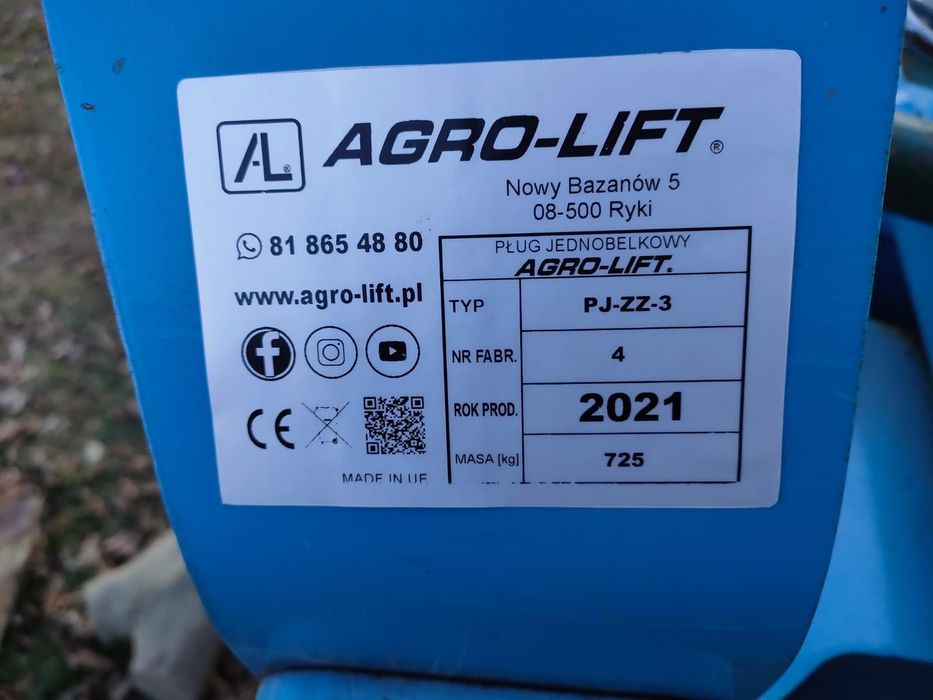 AL®
AGRO-LIFT®
Nowy Bazanów 5
08-500 Ryki
81 865 48 80
www.agro-lift.pl
CE
MADE IN UE
PŁUG JEDNOBELKOWY
AGRO-LIFT®
TYP PJ-ZZ-3
NR FABR. 4
ROK PROD. 2021
MASA [kg] 725